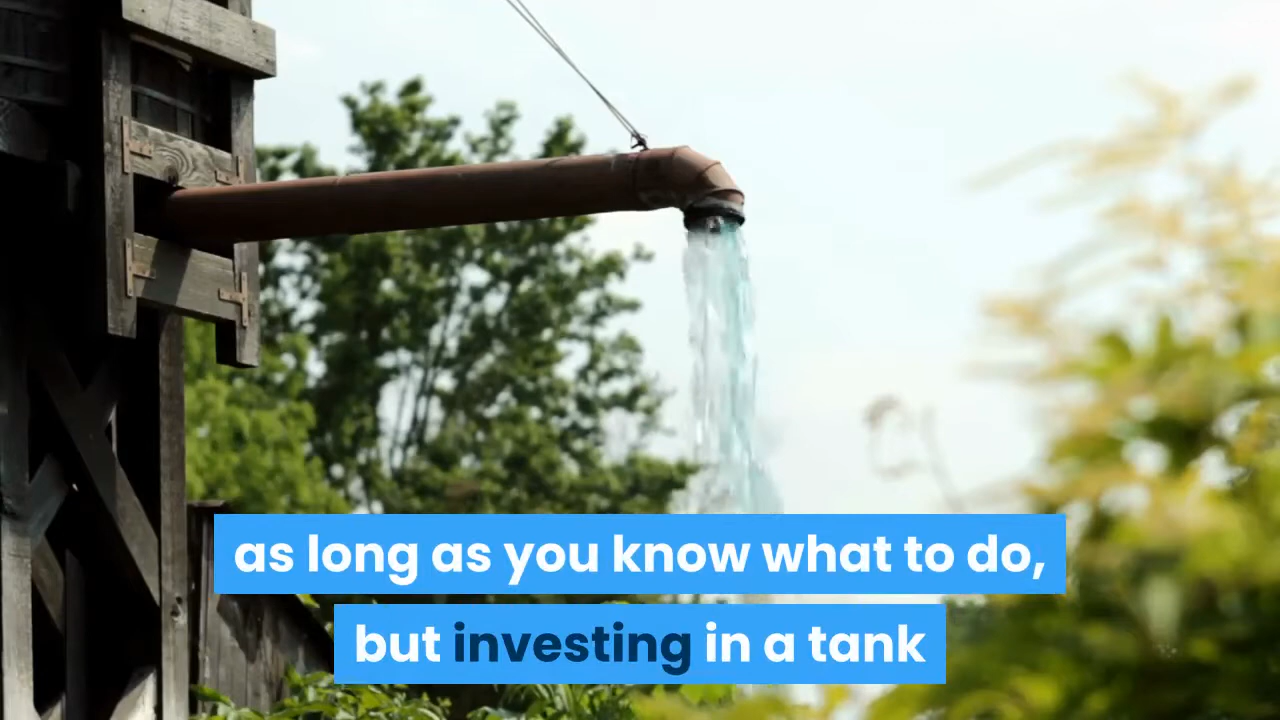 as long as you know what to do,
but investing in a tank